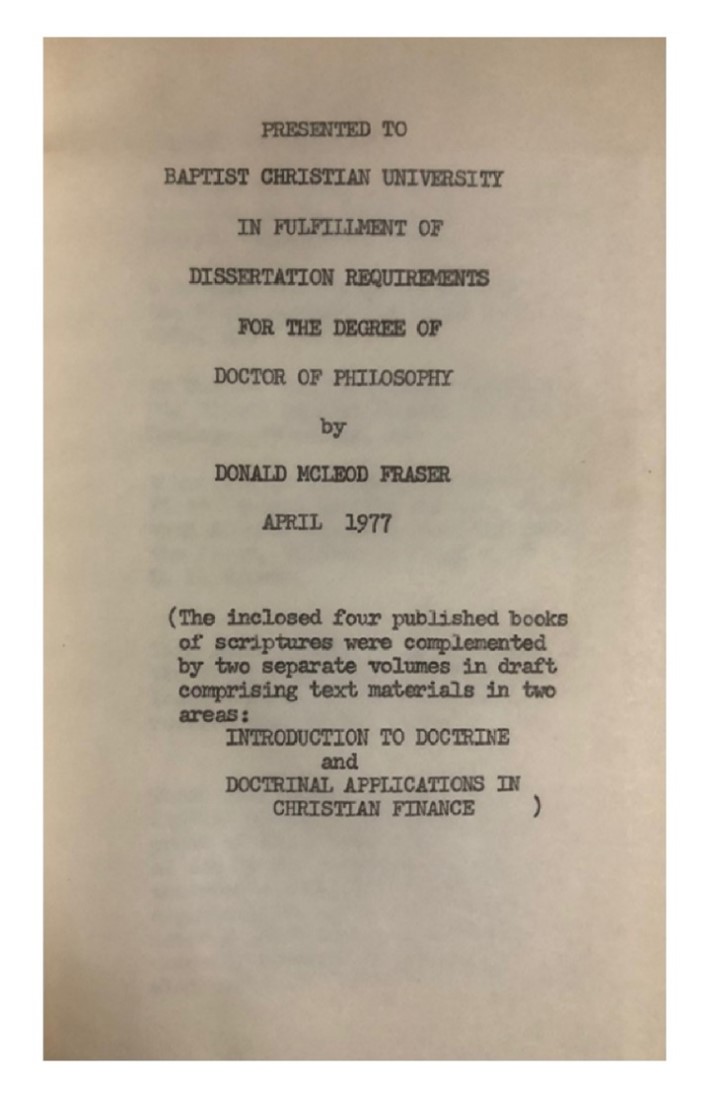 PRESENTED TO
BAPTIST CHRISTIAN UNIVERSITY
IN FULFILLMENT OF
DISSERTATION REQUIREMENTS
FOR THE DEGREE OF
DOCTOR OF PHILOSOPHY
by
DONALD MCLEOD FRASER
APRIL 1977
(The inclosed four published books
of scriptures were complemented
by two separate volumes in draft
comprising text materials in two
areas:
INTRODUCTION TO DOCTRINE
and
DOCTRINAL APPLICATIONS IN
CHRISTIAN FINANCE )